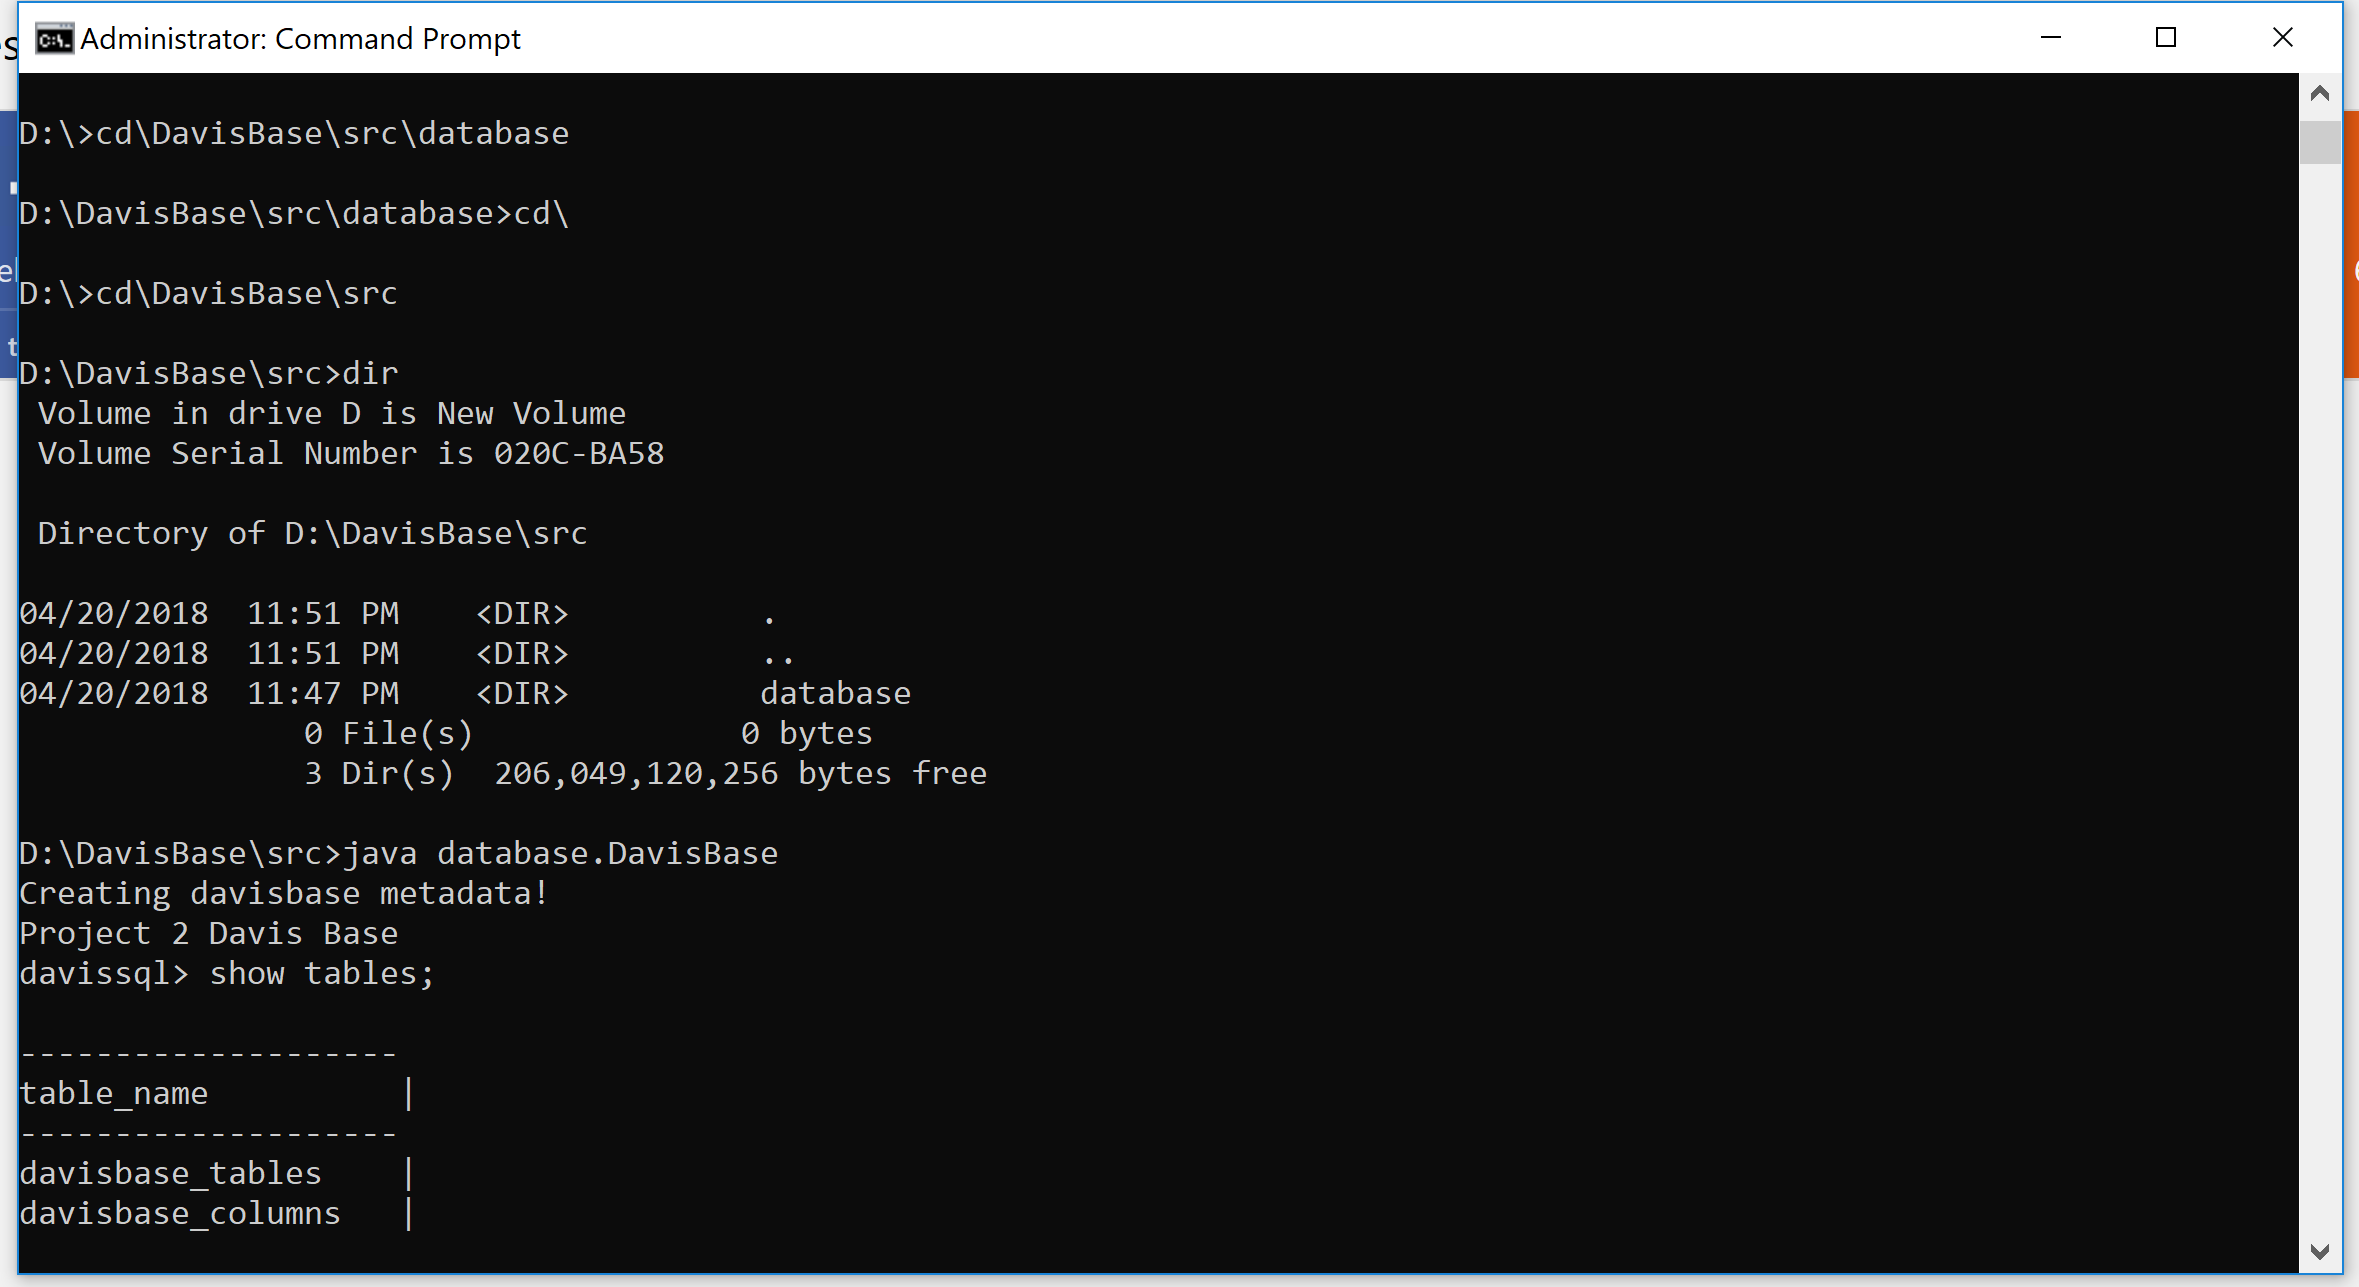 Administrator: Command Prompt
D:\>cd\DavisBase\src\database
D:\DavisBase\src\database>cd\
D:\>cd\DavisBase\src
D:\DavisBase\src>dir
 Volume in drive D is New Volume
 Volume Serial Number is 020C-BA58
 Directory of D:\DavisBase\src
04/20/2018  11:51 PM    <DIR>          .
04/20/2018  11:51 PM    <DIR>          ..
04/20/2018  11:47 PM    <DIR>          database
               0 File(s)              0 bytes
               3 Dir(s)  206,049,120,256 bytes free
D:\DavisBase\src>java database.DavisBase
Creating davisbase metadata!
Project 2 Davis Base
davissql> show tables;
--------------------
table_name          |
--------------------
davisbase_tables    |
davisbase_columns   |